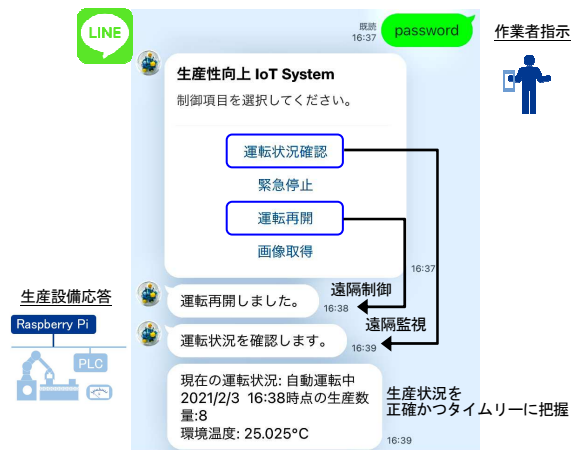 LINE
既読
16:37
password
作業者指示
生産性向上 IoT System
制御項目を選択してください。
運転状況確認
緊急停止
運転再開
画像取得
16:37
生産設備応答
Raspberry Pi
PLC
遠隔制御
運転再開しました。
16:38
遠隔監視
運転状況を確認します。
16:39
現在の運転状況: 自動運転中
2021/2/3 16:38時点の生産数
量:8
環境温度: 25.025°C
16:39
生産状況を
正確かつタイムリーに把握